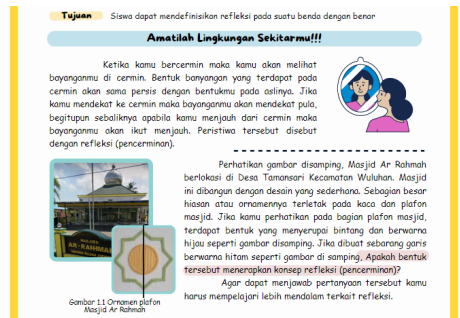 Tujuan Siswa dapat mendefinisikan refleksi pada suatu benda dengan benar
Amatilah Lingkungan Sekitarmu!!!
Ketika kamu bercermin maka kamu akan melihat
bayanganmu di cermin. Bentuk banyangan yang terdapat pada
cermin akan sama persis dengan bentukmu pada aslinya. Jika
kamu mendekat ke cermin maka bayanganmu akan mendekat pula,
begitupun sebaliknya apabila kamu menjauh dari cermin maka
bayanganmu akan ikut menjauh. Peristiwa tersebut disebut
dengan refleksi (pencerminan).
Perhatikan gambar disamping, Masjid Ar Rahmah
berlokasi di Desa Tamansari Kecamatan Wuluhan. Masjid
ini dibangun dengan desain yang sederhana. Sebagian besar
hiasan atau ornamennya terletak pada kaca dan plafon
masjid. Jika kamu perhatikan pada bagian plafon masjid,
terdapat bentuk yang menyerupai bintang dan berwarna
hijau seperti gambar disamping. Jika dibuat sebarang garis
berwarna hitam seperti gambar di samping, Apakah bentuk
tersebut menerapkan konsep refleksi (pencerminan)?
Agar dapat menjawab pertanyaan tersebut kamu
harus mempelajari lebih mendalam terkait refleksi.
AR-RAHMAH
Gambar 1.1 Ornamen plafon
Masjid Ar Rahmah